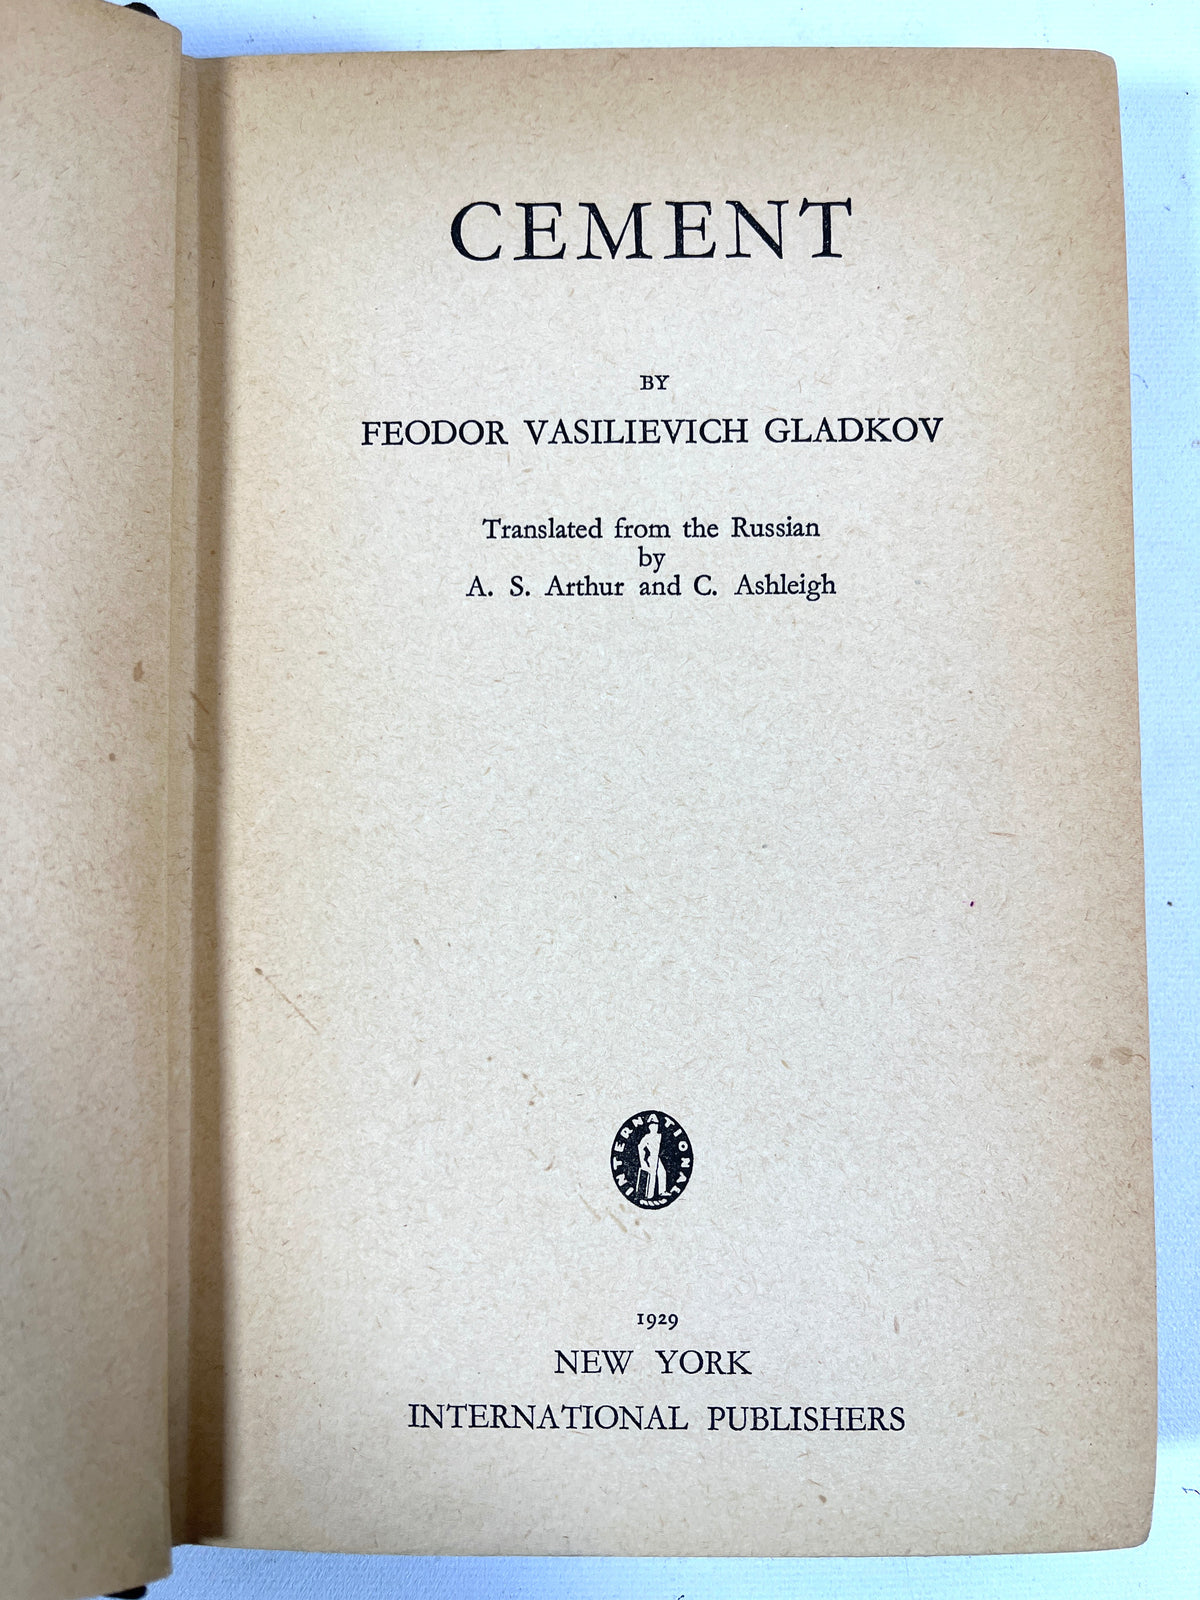 CEMENT
BY
FEODOR VASILIEVICH GLADKOV
Translated from the Russian
by
A. S. Arthur and C. Ashleigh
INTERNATIONAL
1929
NEW YORK
INTERNATIONAL PUBLISHERS